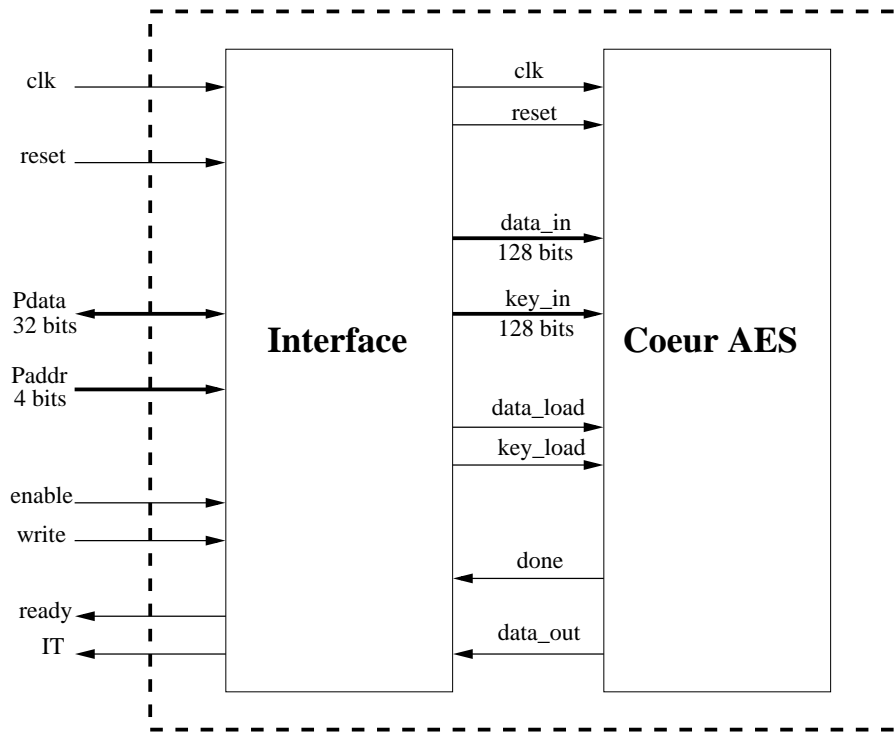 clk
reset
Pdata
32 bits
Paddr
4 bits
enable
write
ready
IT
Interface
clk
reset
data_in
128 bits
key_in
128 bits
data_load
key_load
done
data_out
Coeur AES